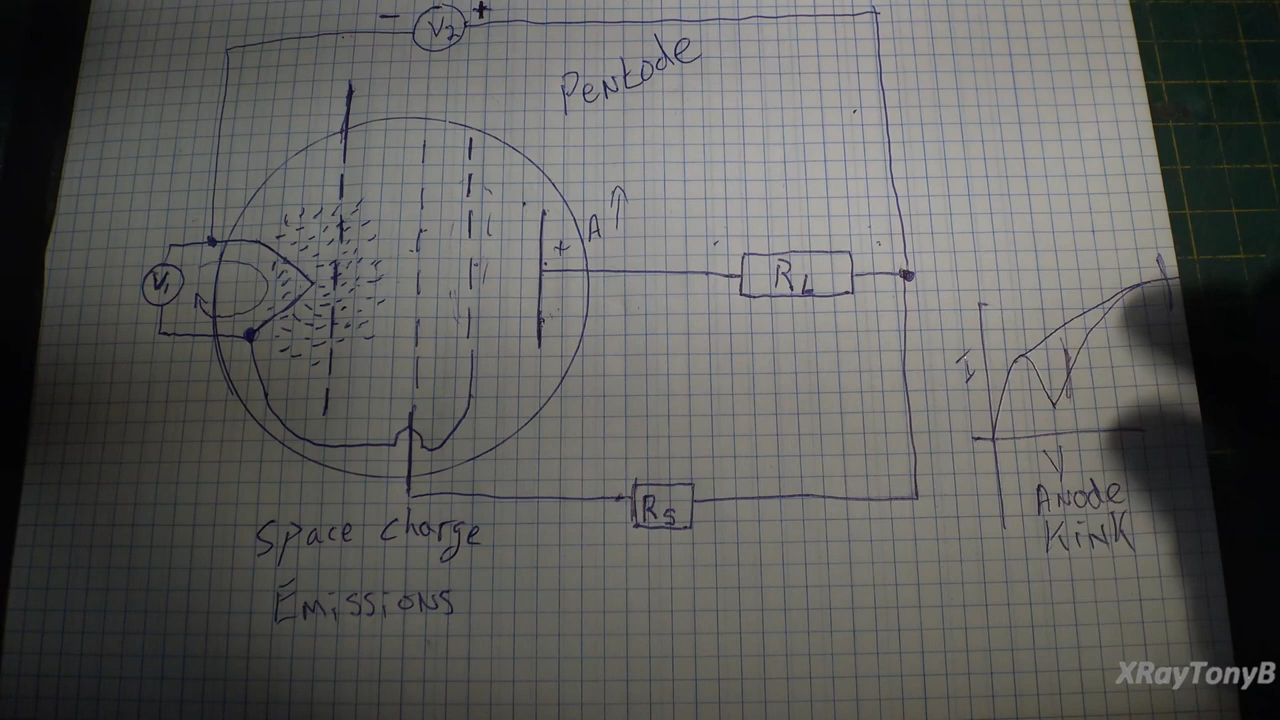 - V2 +
Pentode
V1
+ A
RL
I
V
Anode
Kink
Rs
Space charge
Emissions
XRayTonyB